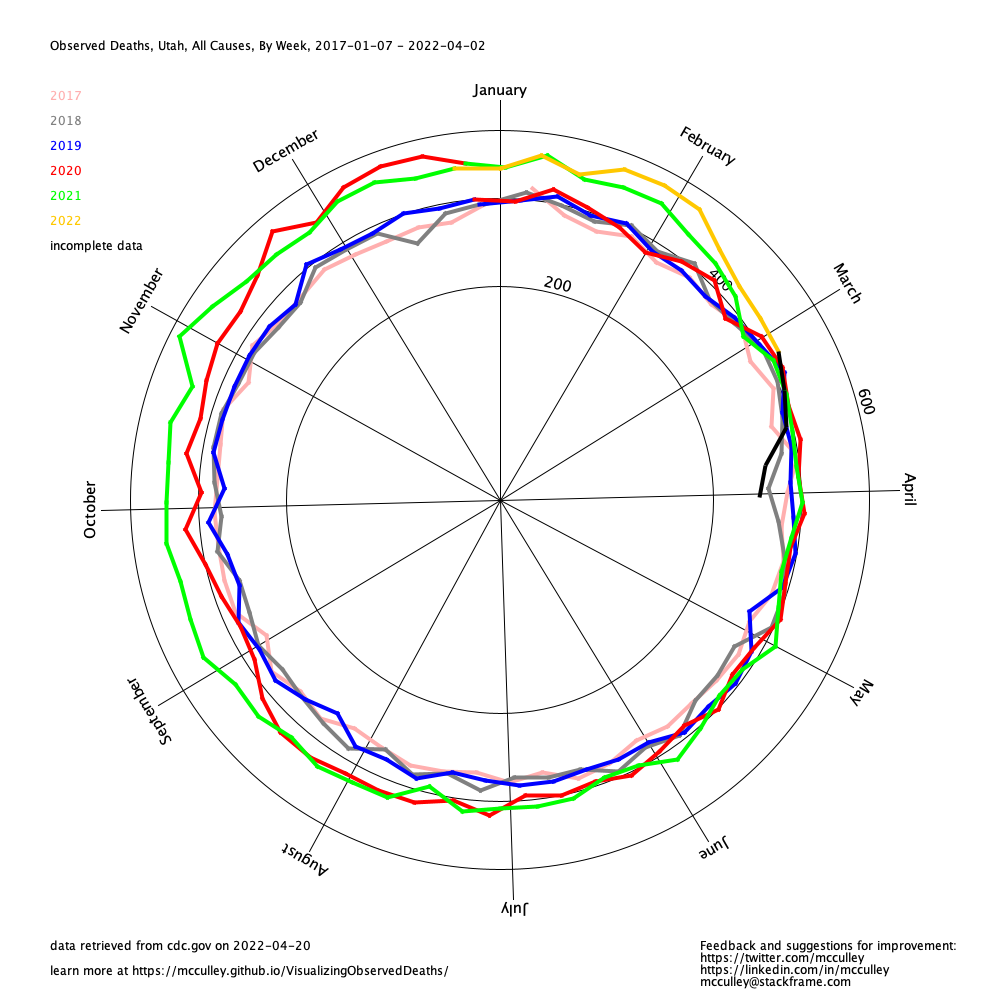 Observed Deaths, Utah, All Causes, By Week, 2017-01-07 - 2022-04-02
2017
2018
2019
2020
2021
2022
incomplete data
January
February
March
April
May
June
July
August
September
October
November
December
200
400
600
data retrieved from cdc.gov on 2022-04-20
learn more at https://mcculley.github.io/VisualizingObservedDeaths/
Feedback and suggestions for improvement:
https://twitter.com/mcculley
https://linkedin.com/in/mcculley
mcculley@stackframe.com